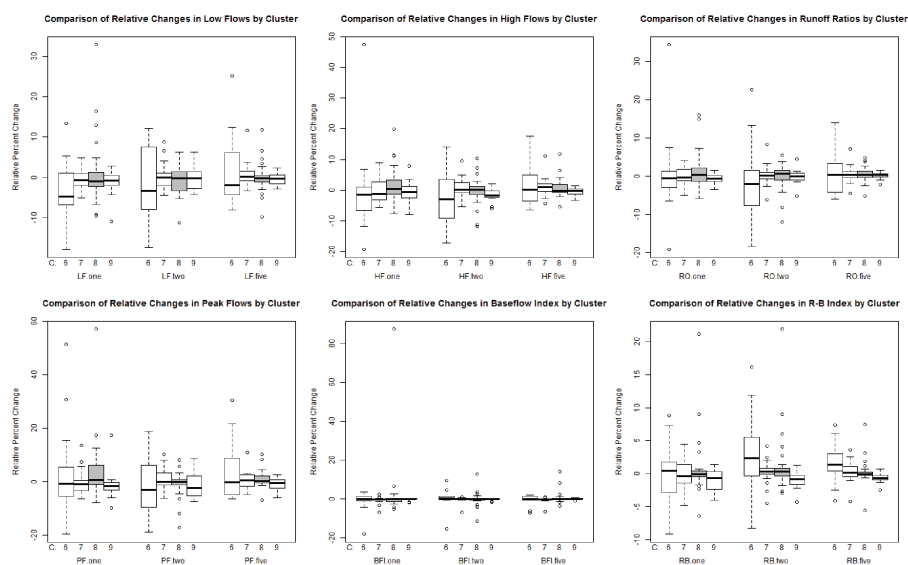 Comparison of Relative Changes in Low Flows by Cluster
Relative Percent Change
30
20
10
0
-10
C: 6 7 8 9 6 7 8 9 6 7 8 9
LF.one LF.two LF.five
Comparison of Relative Changes in High Flows by Cluster
Relative Percent Change
50
40
30
20
10
0
-10
-20
C: 6 7 8 9 6 7 8 9 6 7 8 9
HF.one HF.two HF.five
Comparison of Relative Changes in Runoff Ratios by Cluster
Relative Percent Change
30
20
10
0
-10
-20
C: 6 7 8 9 6 7 8 9 6 7 8 9
RO.one RO.two RO.five
Comparison of Relative Changes in Peak Flows by Cluster
Relative Percent Change
60
40
20
0
-20
C: 6 7 8 9 6 7 8 9 6 7 8 9
PF.one PF.two PF.five
Comparison of Relative Changes in Baseflow Index by Cluster
Relative Percent Change
80
60
40
20
0
-20
C: 6 7 8 9 6 7 8 9 6 7 8 9
BFI.one BFI.two BFI.five
Comparison of Relative Changes in R-B Index by Cluster
Relative Percent Change
20
15
10
5
0
-5
-10
C: 6 7 8 9 6 7 8 9 6 7 8 9
RB.one RB.two RB.five